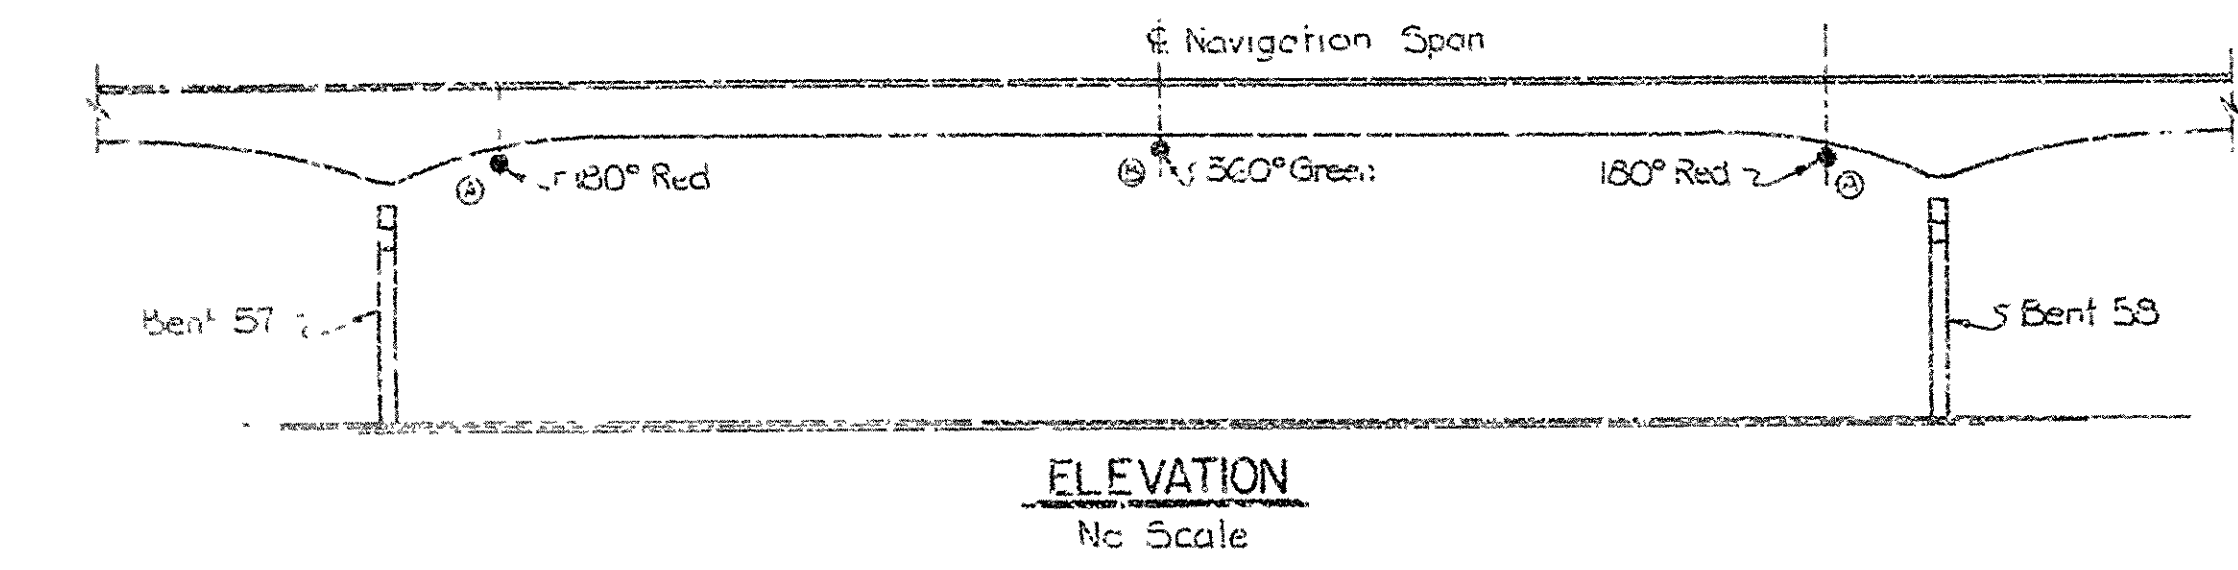 ℄ Navigation Span
180° Red
360° Green
180° Red
A
B
A
Bent 57
Bent 58
ELEVATION
No Scale